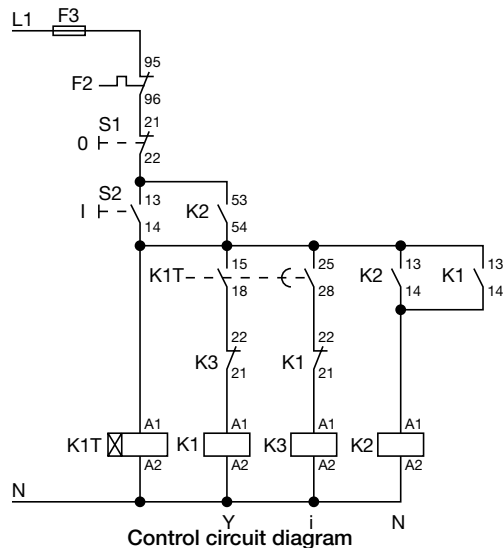 L1 F3
95
F2
96
S1 21
0
22
S2 13 53
I K2
14 54
15 25 13 13
K1T K2 K1
18 28 14 14
22 22
K3 K1
21 21
A1 A1 A1 A1
K1T K1 K3 K2
A2 A2 A2 A2
N
Y i N
Control circuit diagram